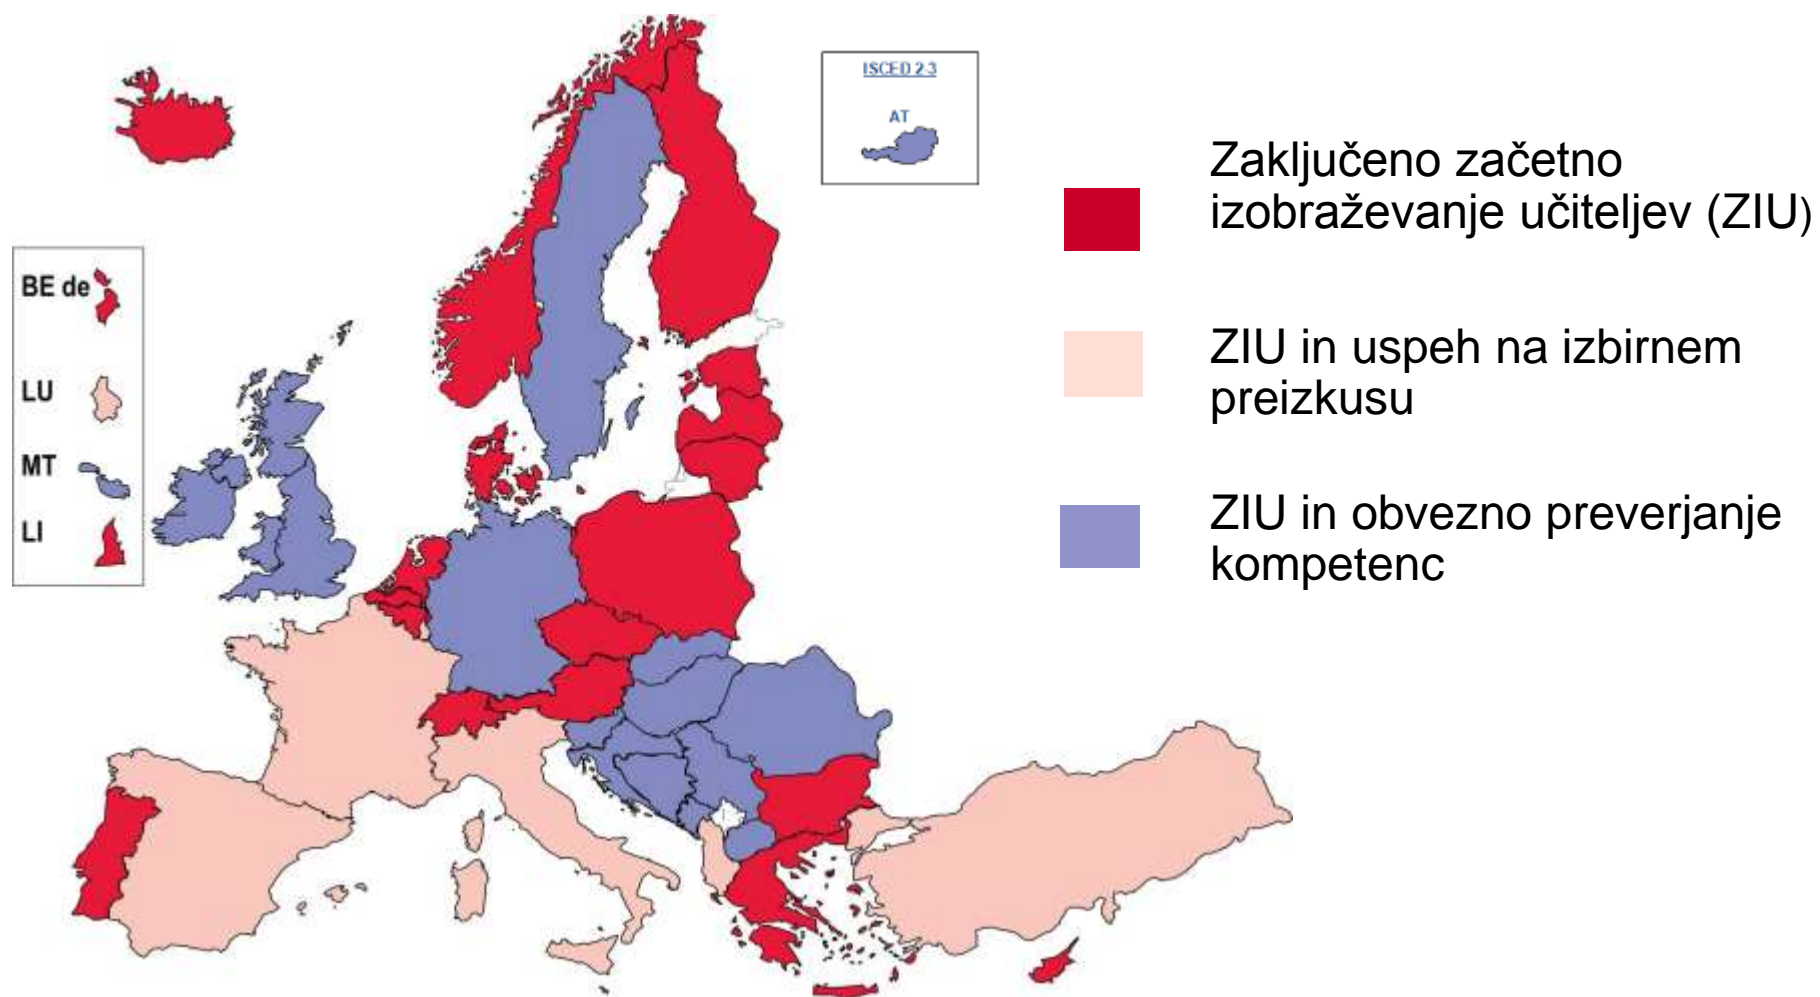 ISCED 2-3
AT
BE de
LU
MT
LI
Zaključeno začetno
izobraževanje učiteljev (ZIU)
ZIU in uspeh na izbirnem
preizkusu
ZIU in obvezno preverjanje
kompetenc